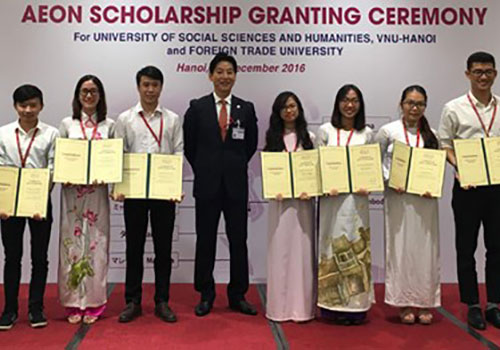 AEON SCHOLARSHIP GRANTING CEREMONY
For UNIVERSITY OF SOCIAL SCIENCES AND HUMANITIES, VNU-HANOI
and FOREIGN TRADE UNIVERSITY
Hanoi, December 2016